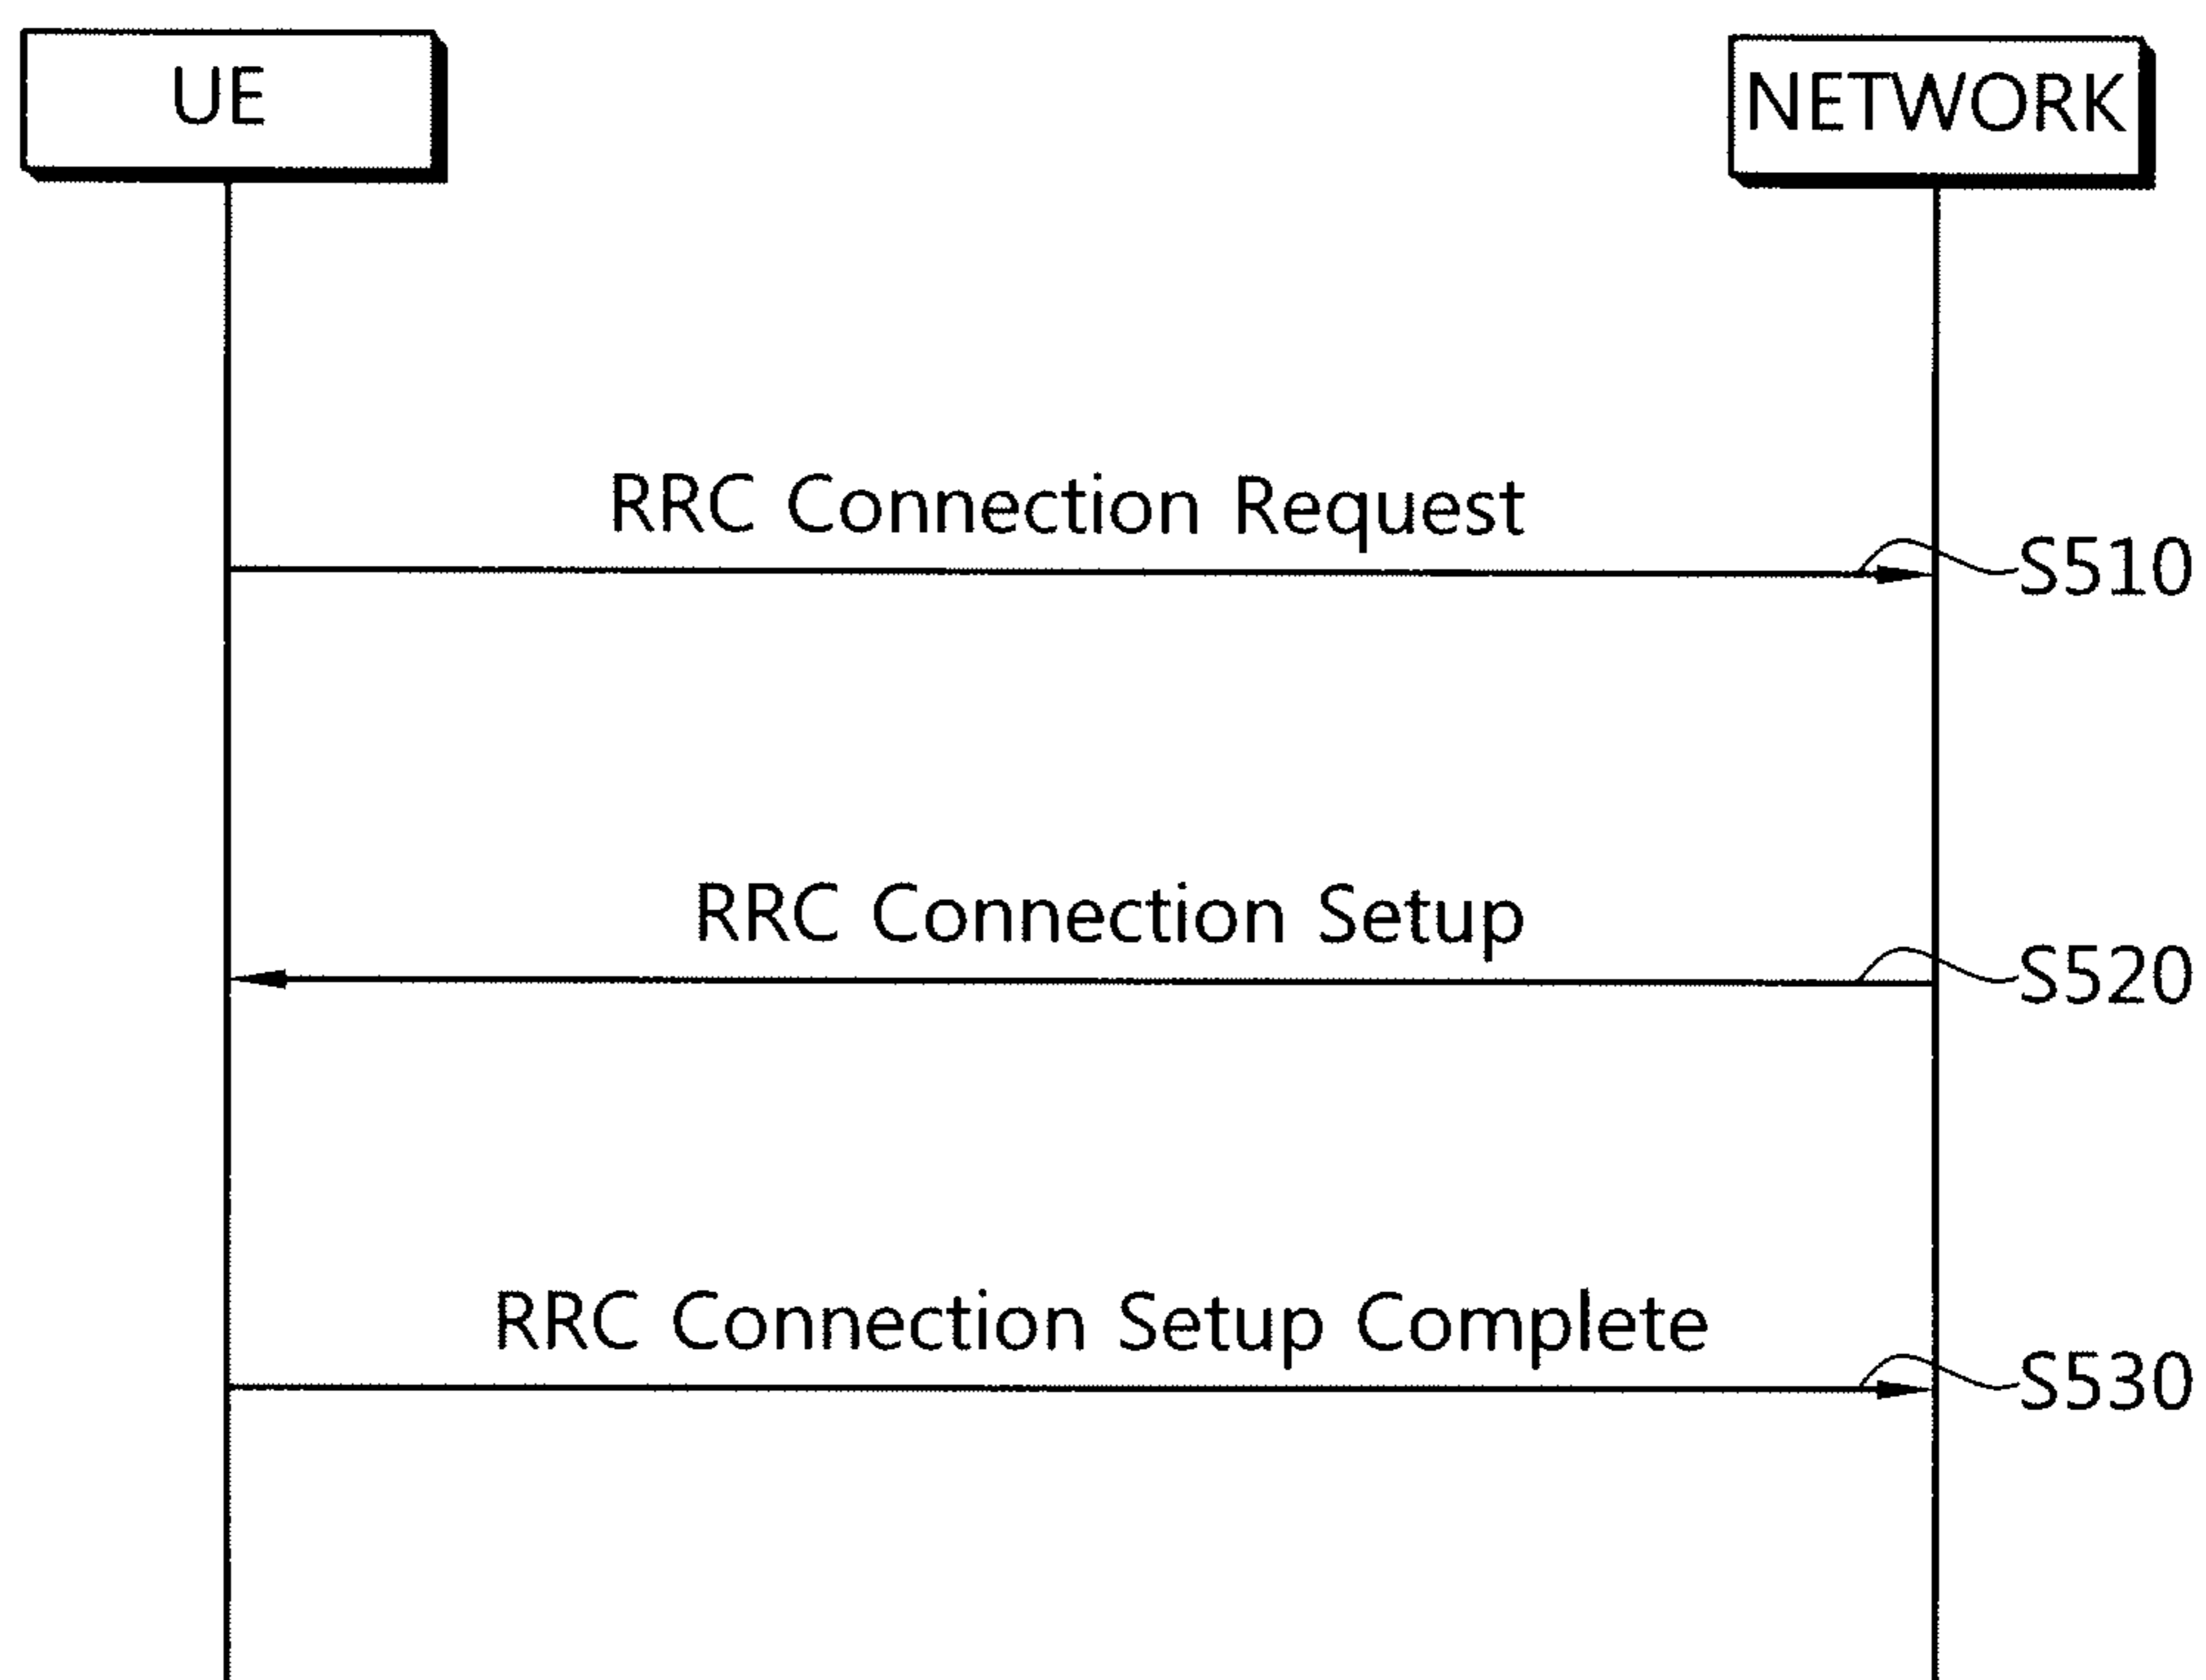 UE
NETWORK
RRC Connection Request
S510
RRC Connection Setup
S520
RRC Connection Setup Complete
S530